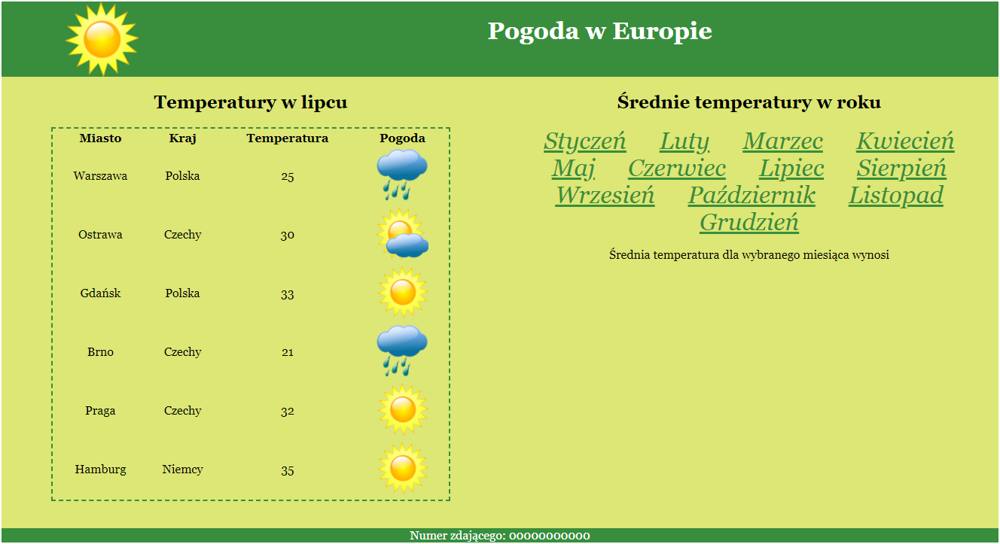 Pogoda w Europie
Temperatury w lipcu
Miasto Kraj Temperatura Pogoda
Warszawa Polska 25
Ostrawa Czechy 30
Gdańsk Polska 33
Brno Czechy 21
Praga Czechy 32
Hamburg Niemcy 35
Średnie temperatury w roku
Styczeń Luty Marzec Kwiecień
Maj Czerwiec Lipiec Sierpień
Wrzesień Październik Listopad
Grudzień
Średnia temperatura dla wybranego miesiąca wynosi
Numer zdającego: 00000000000